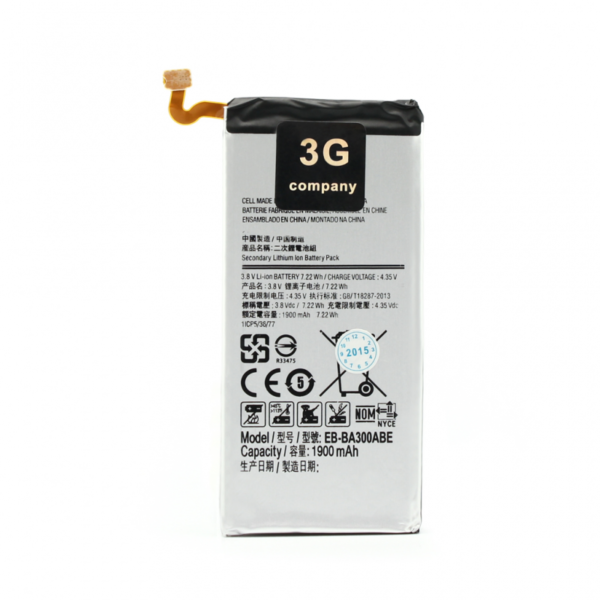 3G
company
CELL MADE
BATTERIE FABRIQUÉE EN EN CHINE
ENSAMBLADO EN CHINA / MONTADO NA CHINA
中國製造 / 中国制造
產品名稱: 二次鋰電池組
Secondary Lithium Ion Battery Pack
3.8 V Li-ion BATTERY 7.22 Wh / CHARGE VOLTAGE : 4.35 V
产品名称 : 3.8 V 锂离子电池 / 7.22 Wh
充电限制电压 : 4.35 V 执行标准 : GB/T18287-2013
標稱電壓 : 3.8 Vdc / 7.22 Wh 充電限制電壓 : 4.35 Vdc
額定電容量 : 1900 mAh / 7.22 Wh
1ICP5/36/77
R33475
2015
5
NOM
NYCE
Model / 型号 / 型號: EB-BA300ABE
Capacity / 容量: 1900 mAh
生产日期 / 製造日期: